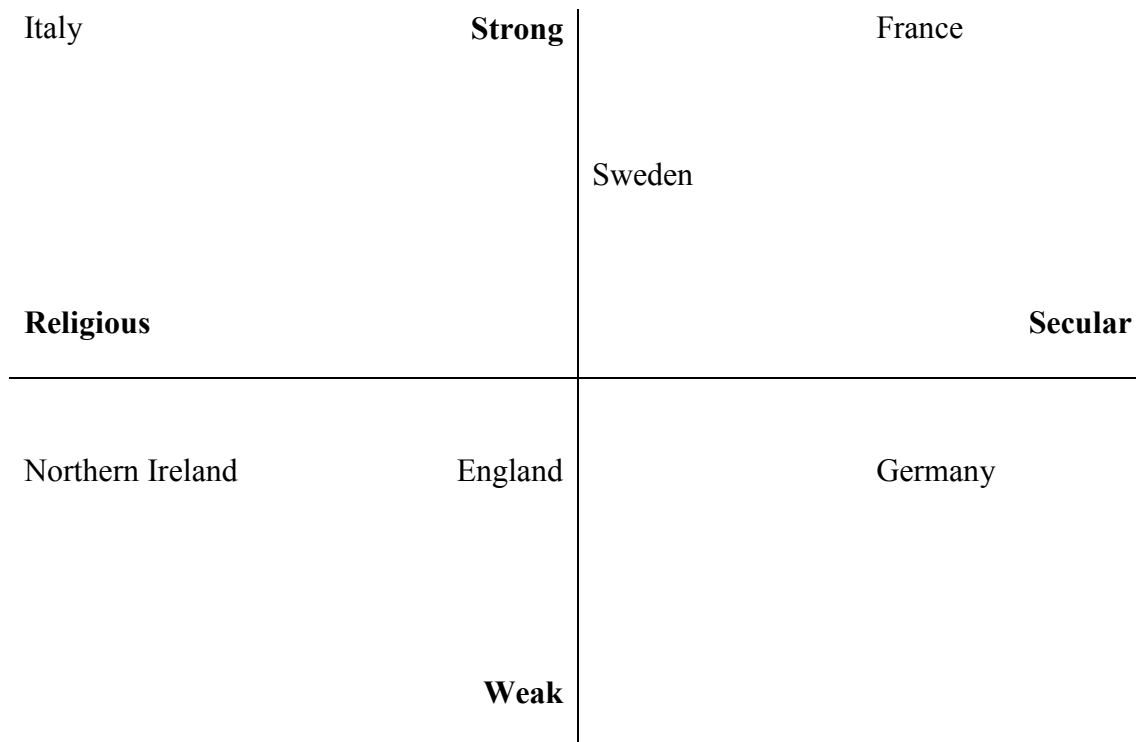 Italy Strong France
Sweden
Religious Secular
Northern Ireland England Germany
Weak